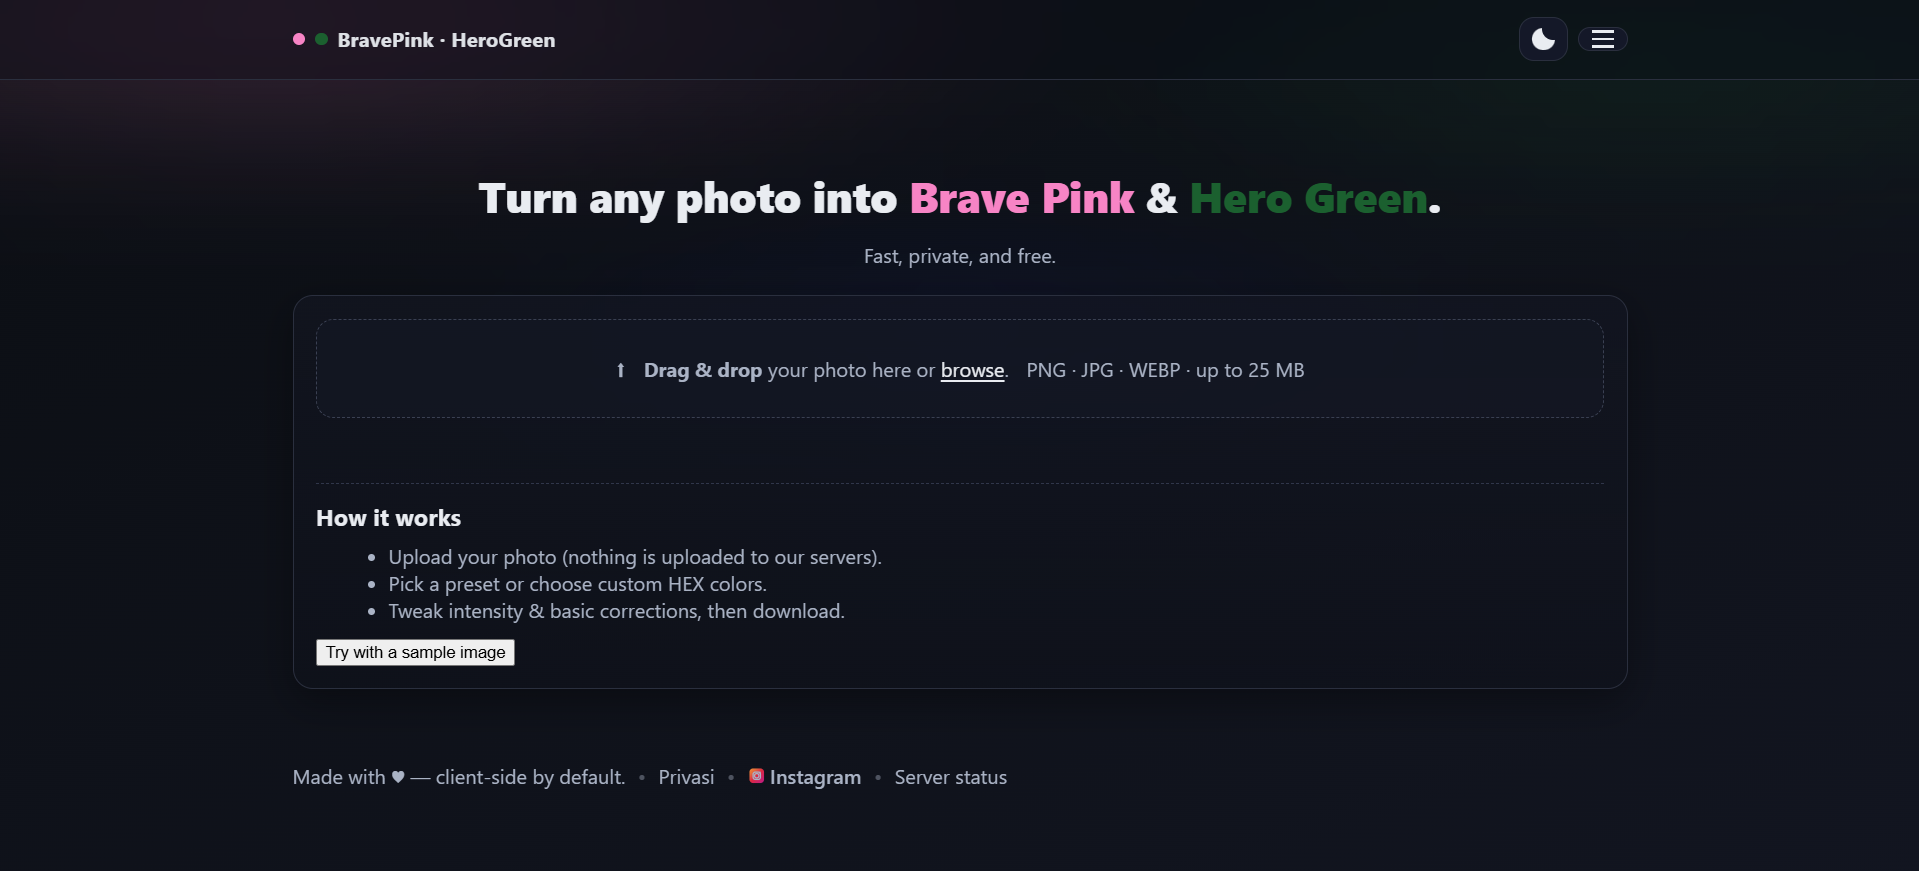 BravePink · HeroGreen
Turn any photo into Brave Pink & Hero Green.
Fast, private, and free.
Drag & drop your photo here or browse. PNG · JPG · WEBP · up to 25 MB
How it works
• Upload your photo (nothing is uploaded to our servers).
• Pick a preset or choose custom HEX colors.
• Tweak intensity & basic corrections, then download.
Try with a sample image
Made with ♥ — client-side by default. • Privasi • Instagram • Server status